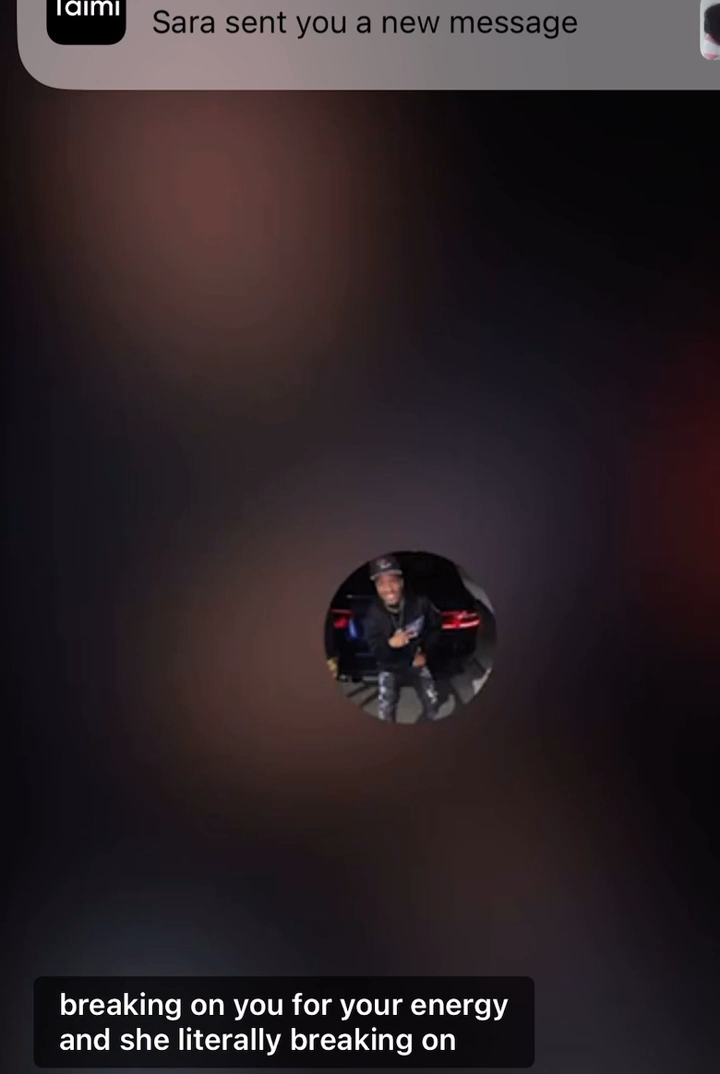 Taimi
Sara sent you a new message
breaking on you for your energy
and she literally breaking on